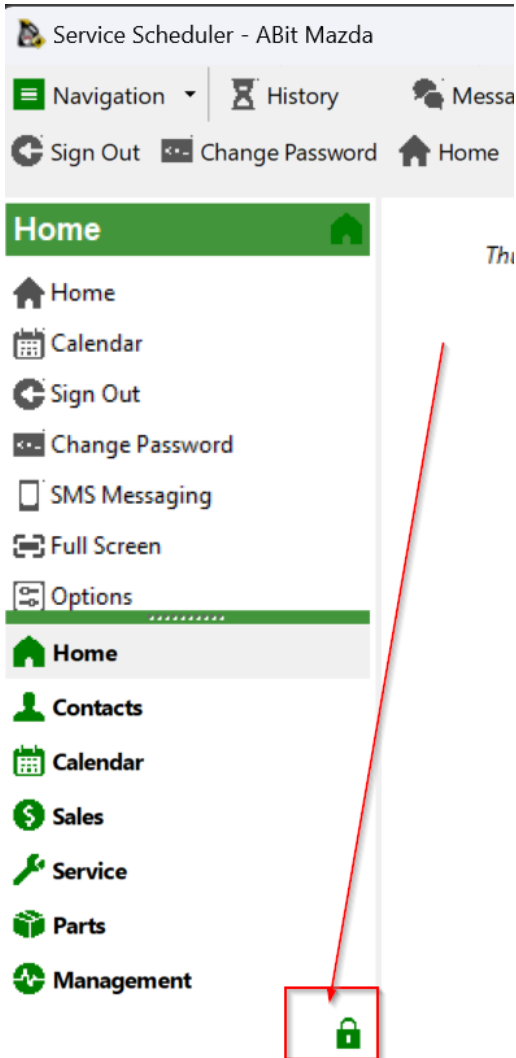 Service Scheduler - ABit Mazda
Navigation History
Sign Out Change Password Home
Home
Home
Calendar
Sign Out
Change Password
SMS Messaging
Full Screen
Options
Home
Contacts
Calendar
Sales
Service
Parts
Management